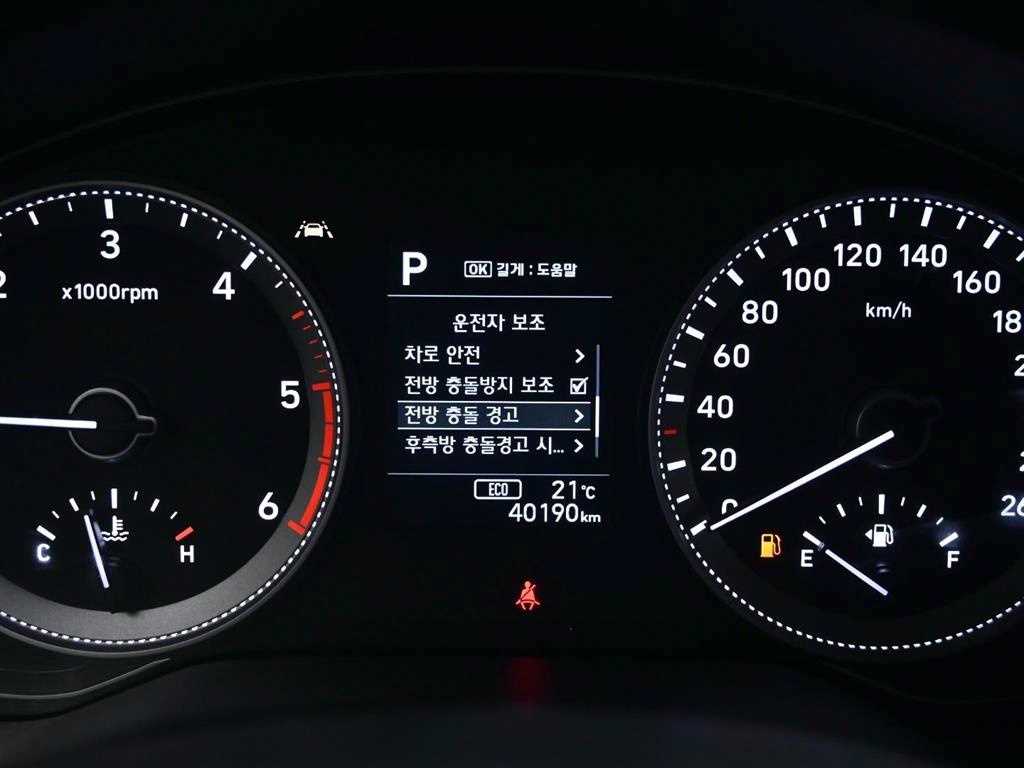 2
3
4
5
6
x1000rpm
C
H
P
OK 길게 : 도움말
운전자 보조
차로 안전
전방 충돌방지 보조
전방 충돌 경고
후측방 충돌경고 시...
ECO 21°C
40190km
0
20
40
60
80
100
120
140
160
km/h
E
F